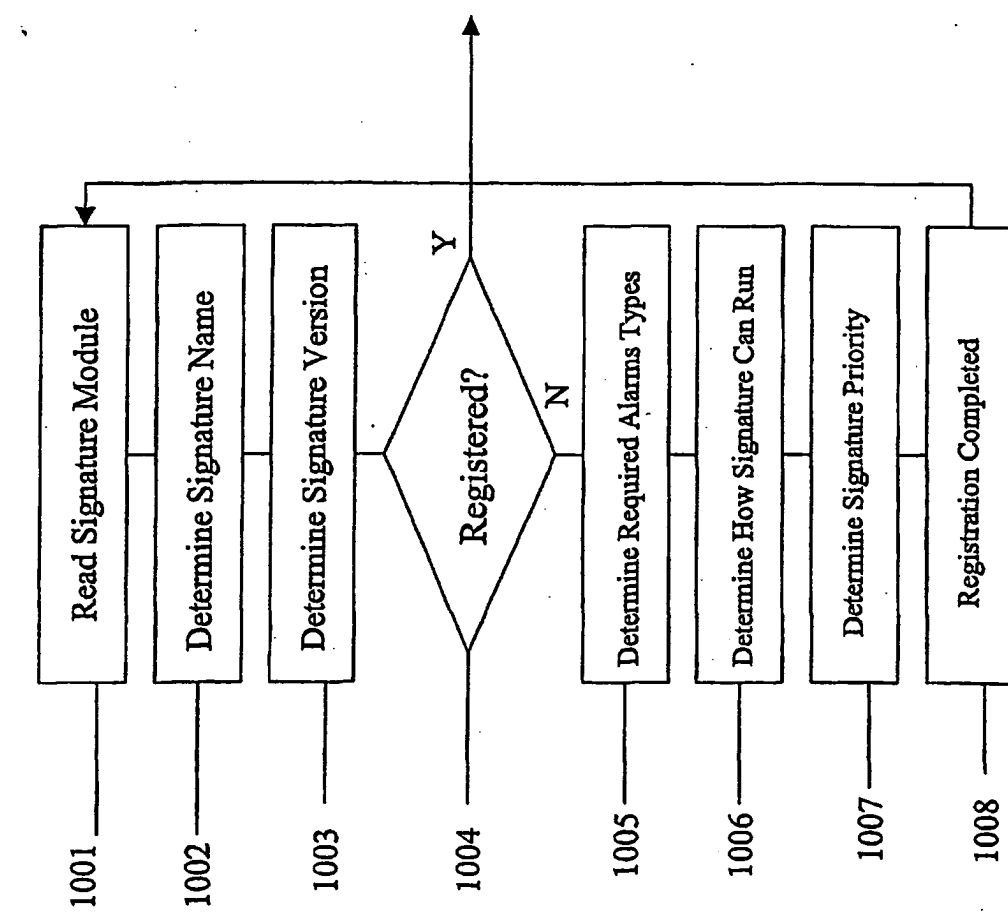 1001
Read Signature Module
1002
Determine Signature Name
1003
Determine Signature Version
1004
Registered?
Y
N
1005
Determine Required Alarms Types
1006
Determine How Signature Can Run
1007
Determine Signature Priority
1008
Registration Completed